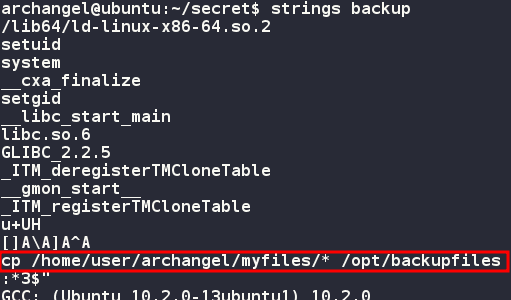 archangel@ubuntu:~/secret$ strings backup
/lib64/ld-linux-x86-64.so.2
setuid
system
__cxa_finalize
setgid
__libc_start_main
libc.so.6
GLIBC_2.2.5
_ITM_deregisterTMCloneTable
__gmon_start__
_ITM_registerTMCloneTable
u+UH
[]A\A]A^A
cp /home/user/archangel/myfiles/* /opt/backupfiles
:*3$"
GCC: (Ubuntu 10.2.0-13ubuntu1) 10.2.0